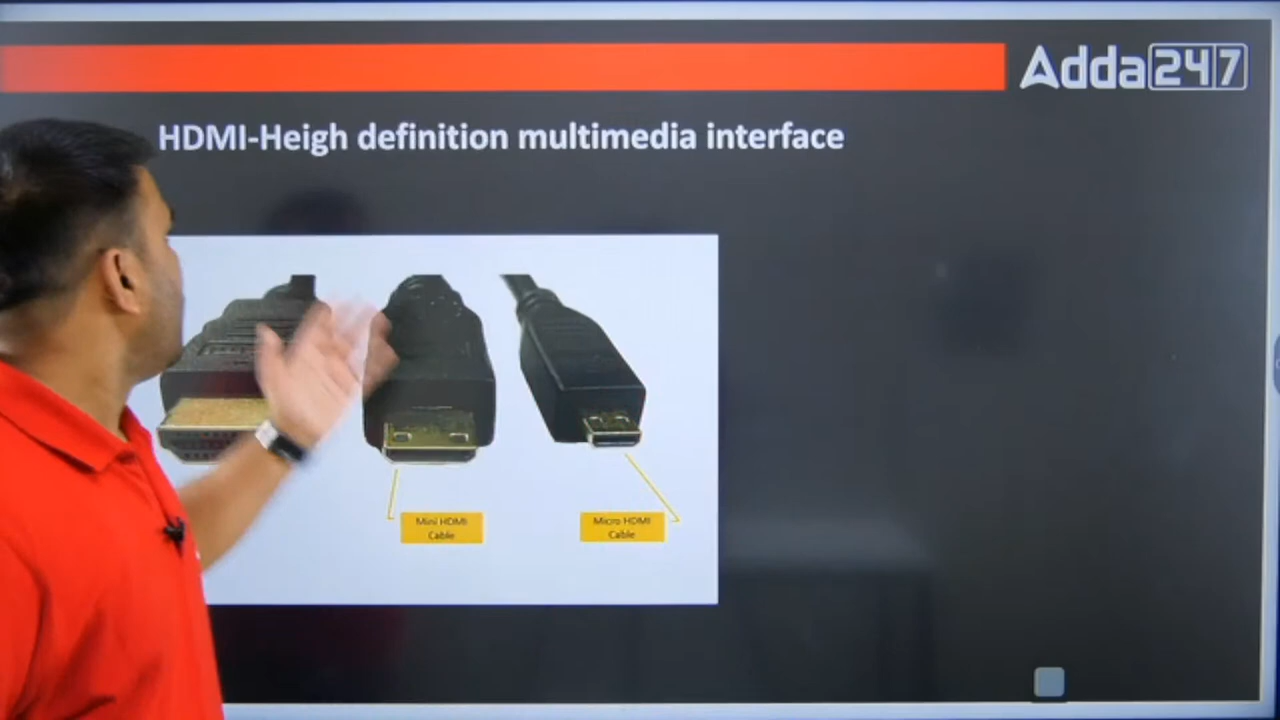 Adda247
HDMI-Heigh definition multimedia interface
Mini HDMI
Cable
Micro HDMI
Cable